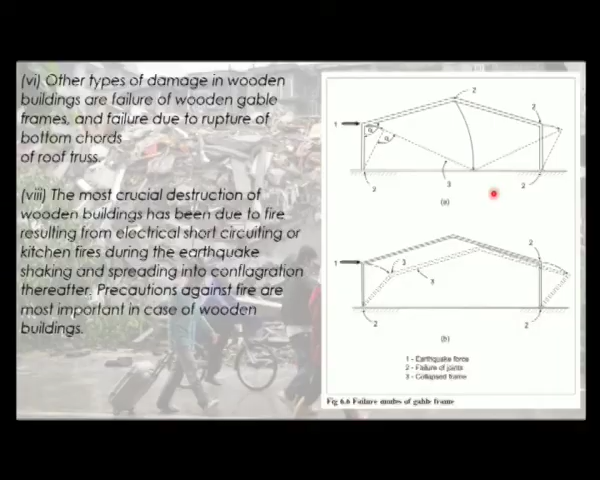 (vi) Other types of damage in wooden
buildings are failure of wooden gable
frames, and failure due to rupture of
bottom chords
of roof truss.
(viii) The most crucial destruction of
wooden buildings has been due to fire
resulting from electrical short circuiting or
kitchen fires during the earthquake
shaking and spreading into conflagration
thereafter. Precautions against fire are
most important in case of wooden
buildings.
2
2
1
α
α
2
3
2
(a)
2
1
3
3
2
2
(b)
1 - Earthquake force
2 - Failure of joints
3 - Collapsed frame
Fig 6.6 Failure modes of gable frame